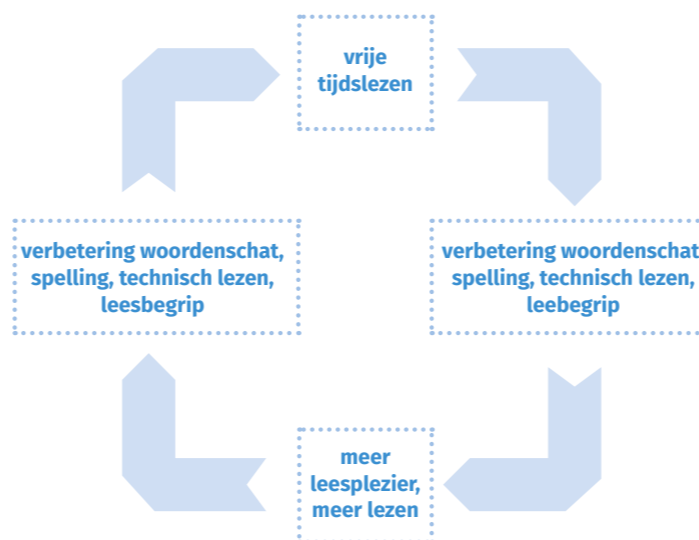 vrije
tijdslezen
verbetering woordenschat,
spelling, technisch lezen,
leesbegrip
verbetering woordenschat
spelling, technisch lezen,
leebegrip
meer
leesplezier,
meer lezen